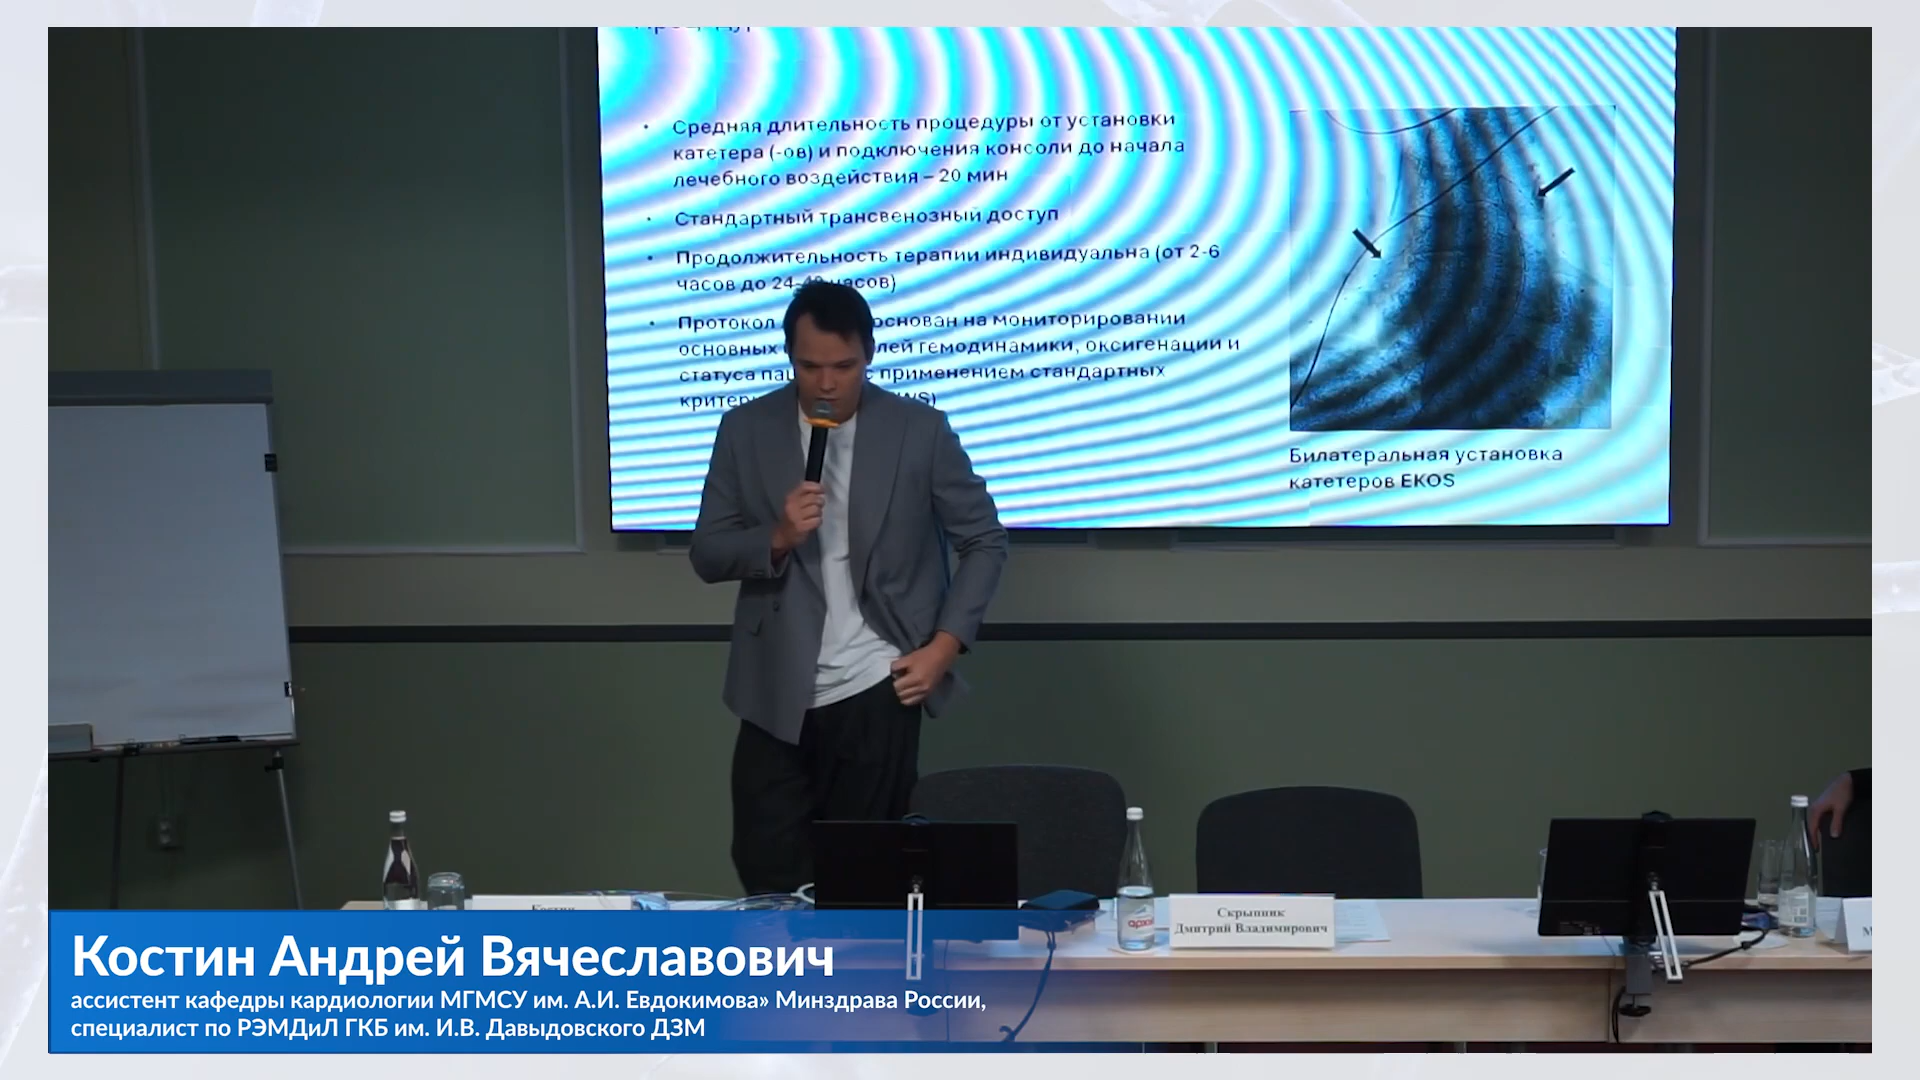 Средняя длительность процедуры от установки
катетера (-ов) и подключения консоли до начала
лечебного воздействия – 20 мин
Стандартный трансвенозный доступ
Продолжительность терапии индивидуальна (от 2-6
часов до 24- часов)
Протокол основан на мониторировании
основных гемодинамики, оксигенации и
статуса с применением стандартных
Билатеральная установка
катетеров EKOS
Скрыпник
Дмитрий Владимирович
Костин Андрей Вячеславович
ассистент кафедры кардиологии МГМСУ им. А.И. Евдокимова» Минздрава России,
специалист по РЭМДиЛ ГКБ им. И.В. Давыдовского ДЗМ